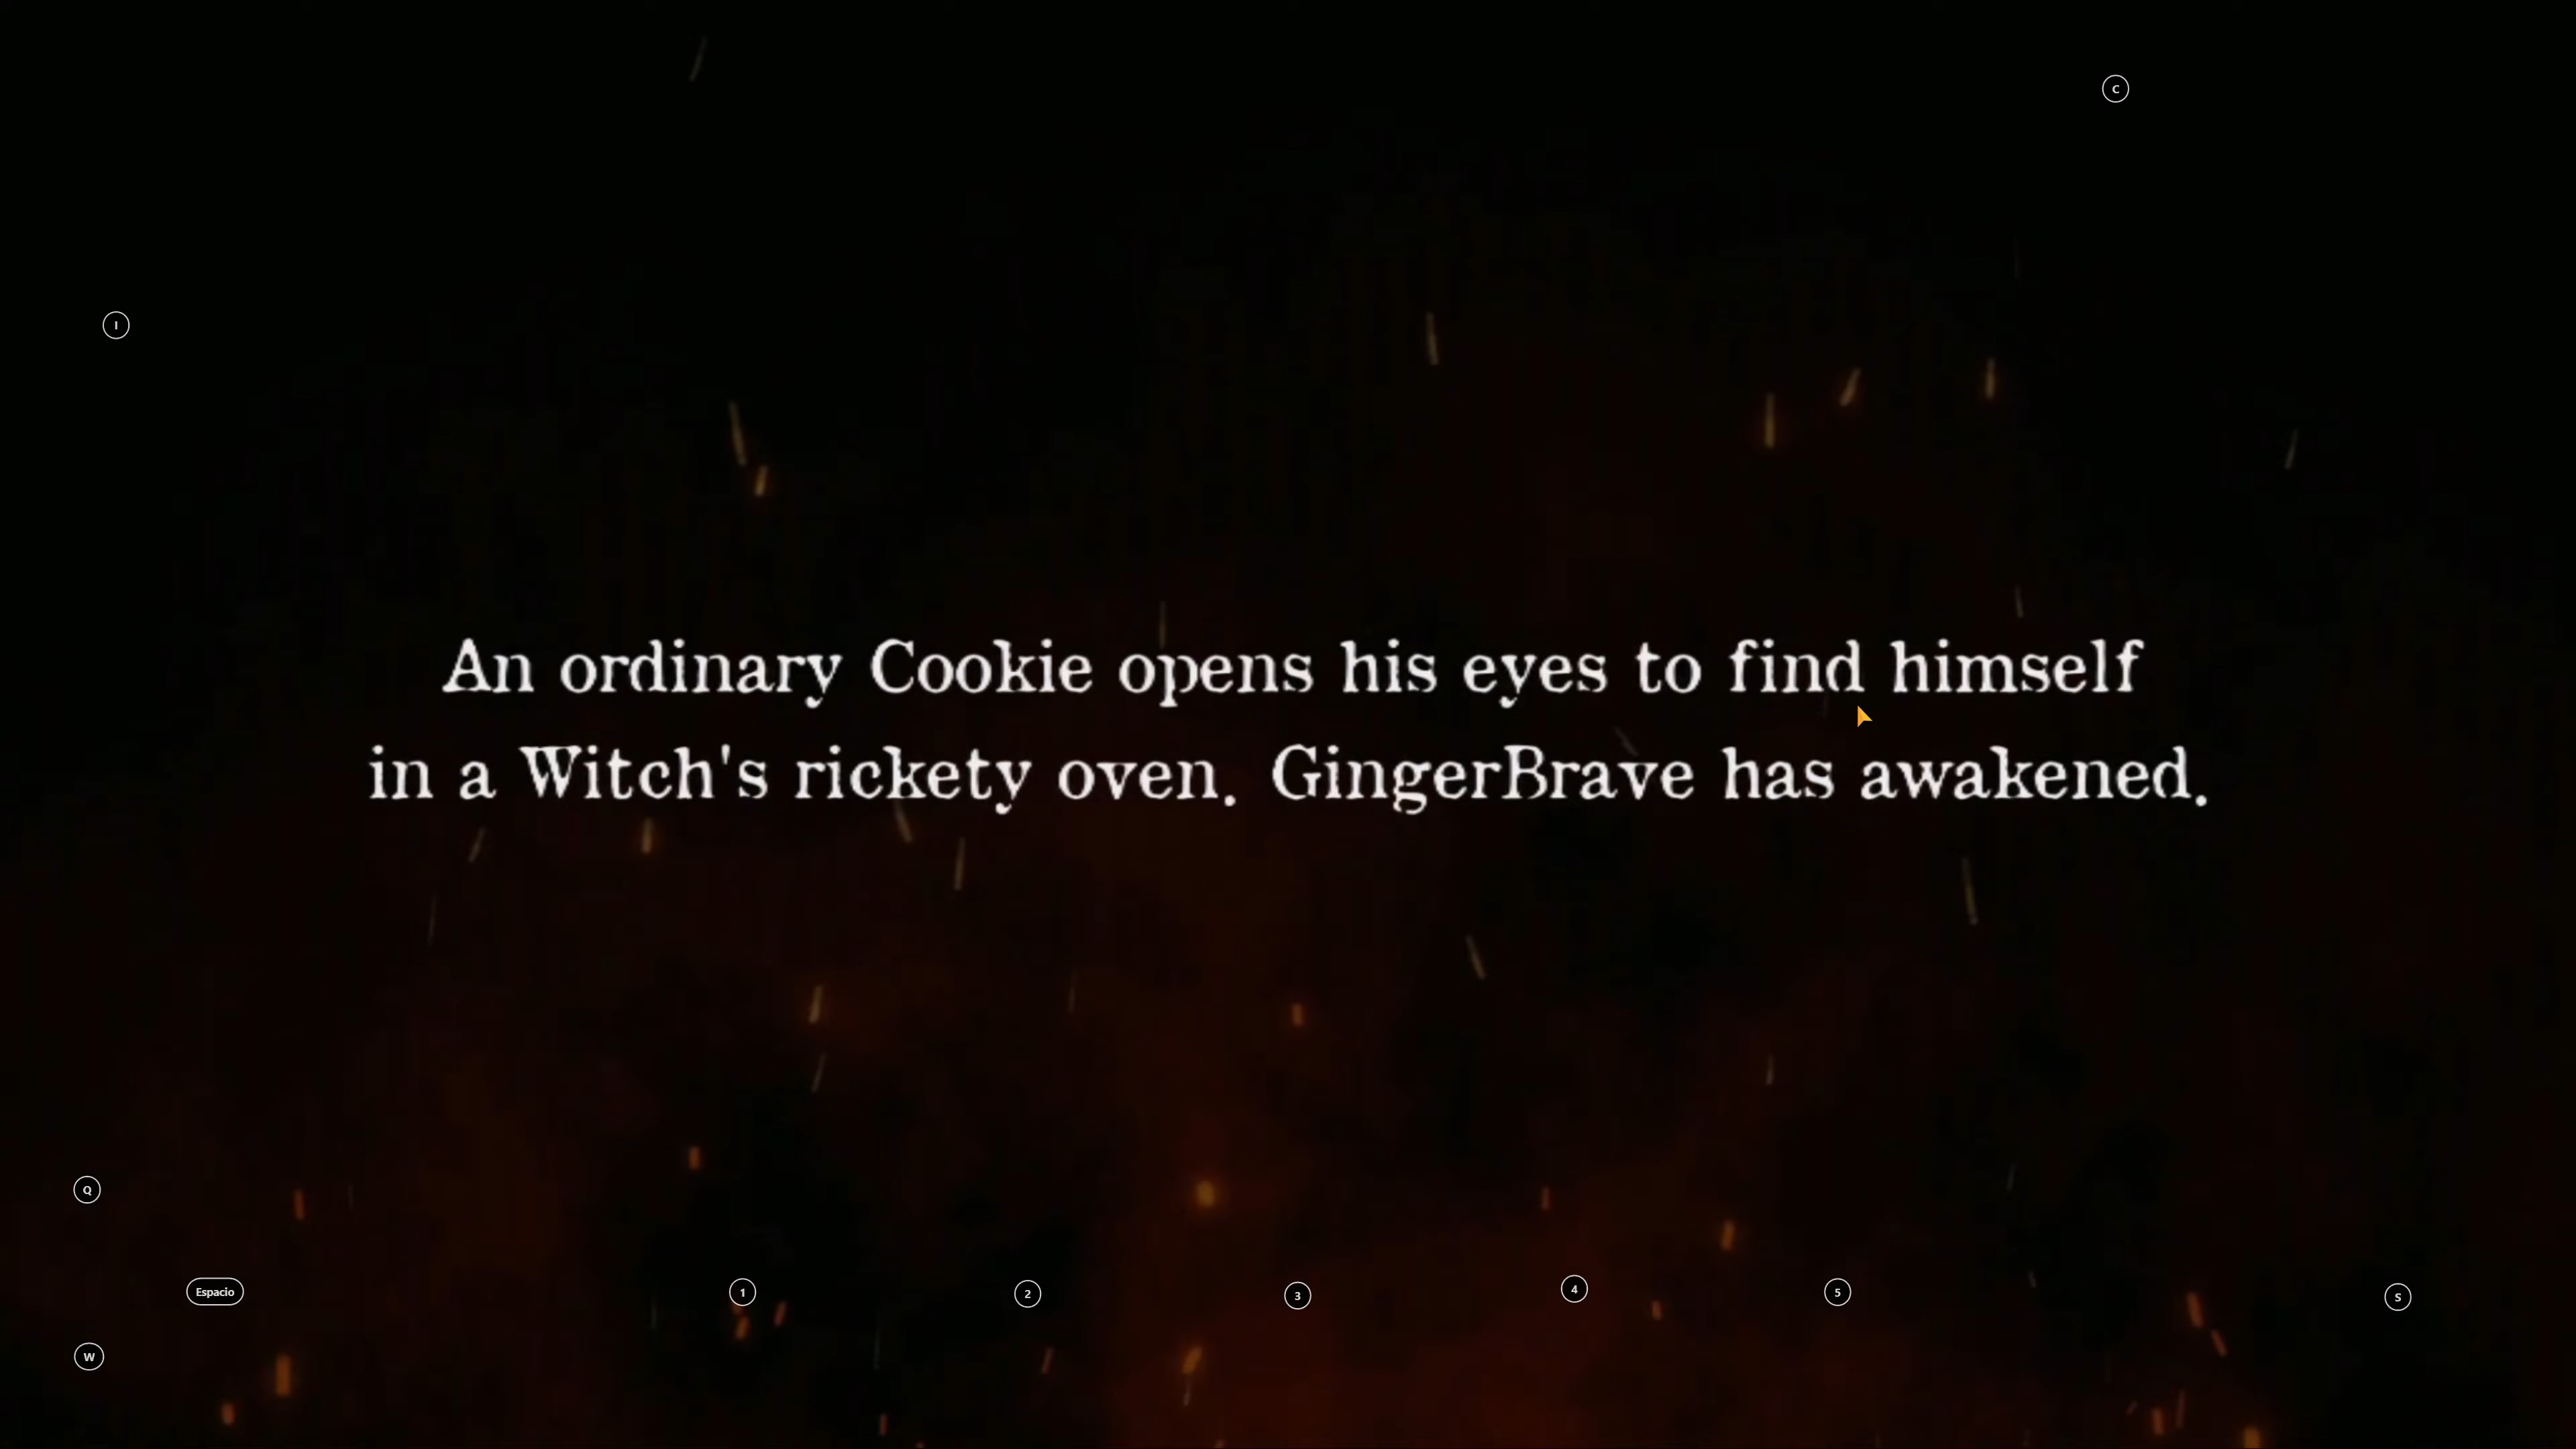 C
I
An ordinary Cookie opens his eyes to find himself
in a Witch's rickety oven. GingerBrave has awakened.
Q
Espacio
1
2
3
4
5
S
W